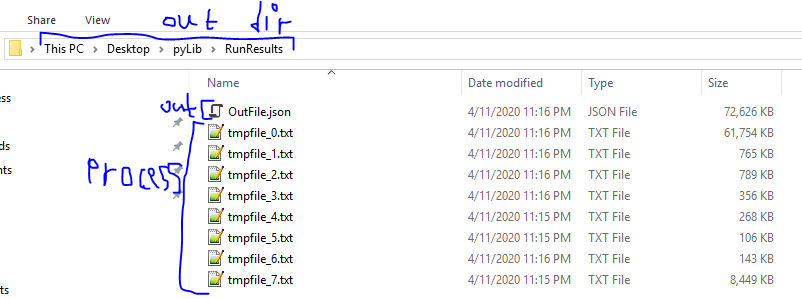 Share View out dir
This PC Desktop pyLib RunResults
Name Date modified Type Size
ess out OutFile.json 4/11/2020 11:16 PM JSON File 72,626 KB
tmpfile_0.txt 4/11/2020 11:16 PM TXT File 61,754 KB
ds tmpfile_1.txt 4/11/2020 11:16 PM TXT File 765 KB
nts process tmpfile_2.txt 4/11/2020 11:16 PM TXT File 789 KB
tmpfile_3.txt 4/11/2020 11:16 PM TXT File 356 KB
tmpfile_4.txt 4/11/2020 11:15 PM TXT File 268 KB
tmpfile_5.txt 4/11/2020 11:15 PM TXT File 106 KB
tmpfile_6.txt 4/11/2020 11:16 PM TXT File 143 KB
tmpfile_7.txt 4/11/2020 11:15 PM TXT File 8,449 KB